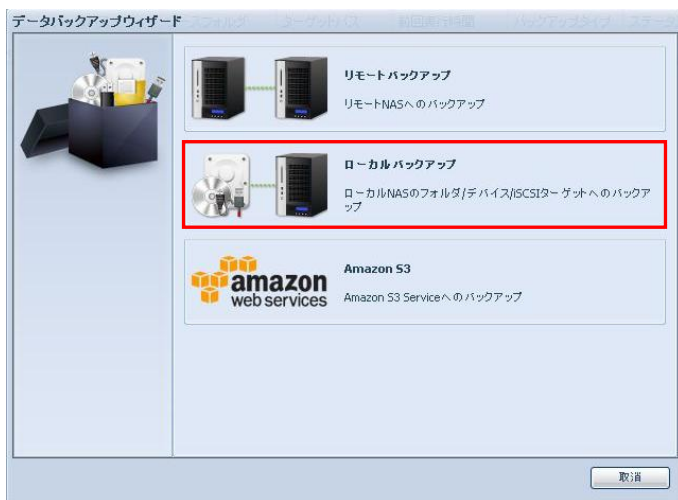 データバックアップウィザード
リモートバックアップ
リモートNASへのバックアップ
ローカルバックアップ
ローカルNASのフォルダ/デバイス/iSCSIターゲットへのバックア
ップ
amazon
web services
Amazon S3
Amazon S3 Serviceへのバックアップ
取消